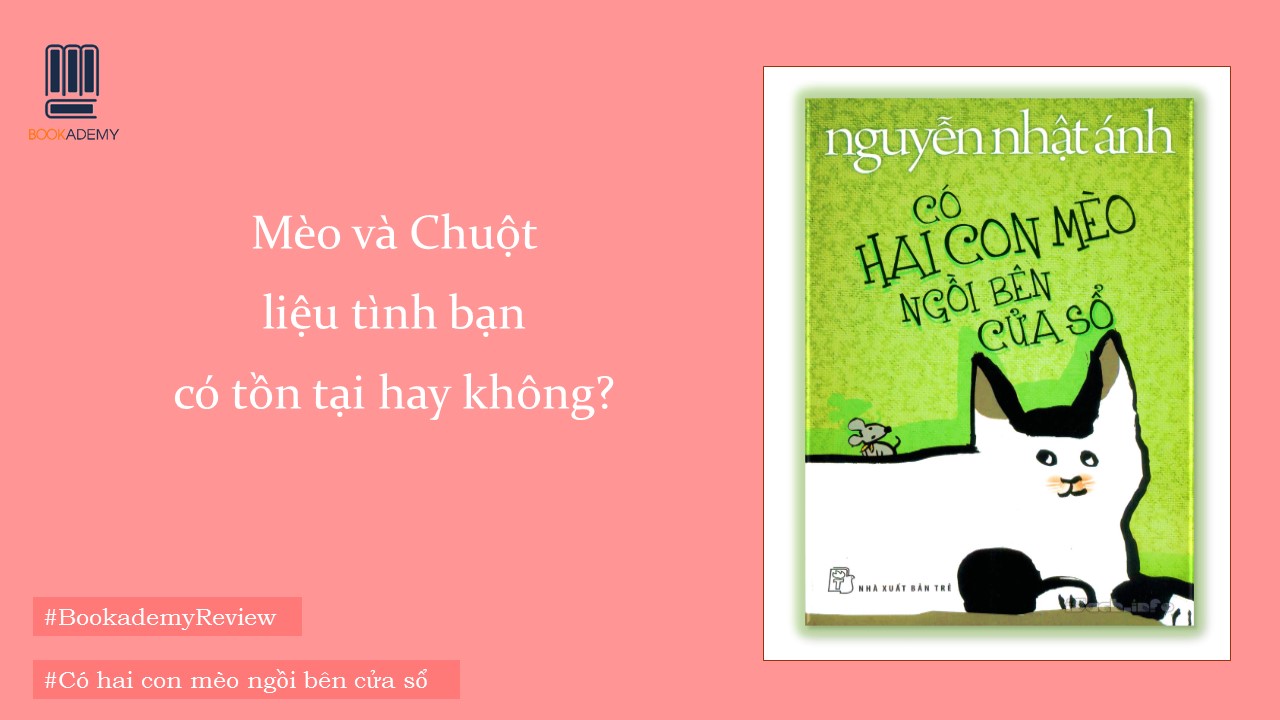 BOOKADEMY
Mèo và Chuột
liệu tình bạn
có tồn tại hay không?
#BookademyReview
#Có hai con mèo ngồi bên cửa sổ
nguyễn nhật ánh
CÓ
HAI CON MÈO
NGỒI BÊN
CỬA SỔ
NHÀ XUẤT BẢN TRẺ